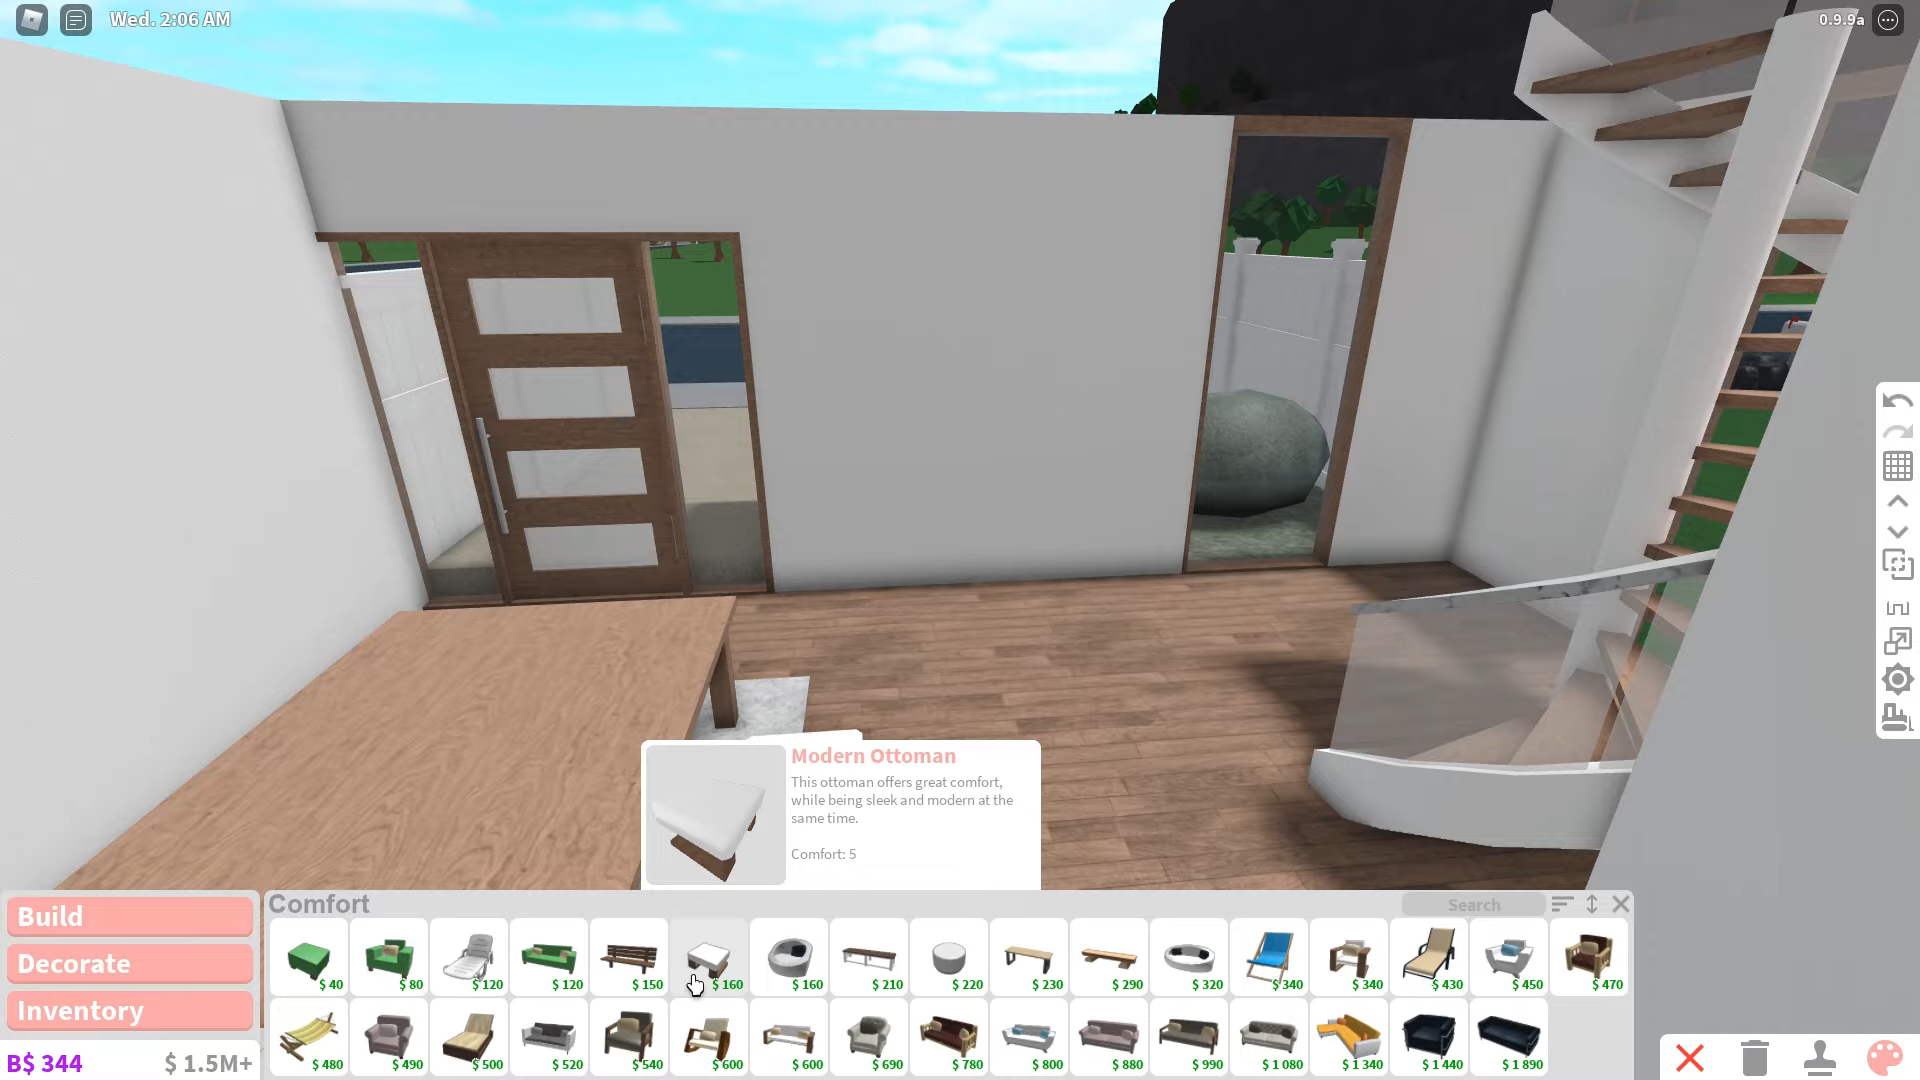 Wed. 2:06 AM
0.9.9a
Modern Ottoman
This ottoman offers great comfort,
while being sleek and modern at the
same time.
Comfort: 5
Build
Decorate
Inventory
B$ 344
$ 1.5M+
Comfort
Search
$ 40
$ 80
$ 120
$ 120
$ 150
$ 160
$ 160
$ 210
$ 220
$ 230
$ 290
$ 320
$ 340
$ 340
$ 430
$ 450
$ 470
$ 480
$ 490
$ 500
$ 520
$ 540
$ 600
$ 600
$ 690
$ 780
$ 800
$ 880
$ 990
$ 1 080
$ 1 340
$ 1 440
$ 1 890